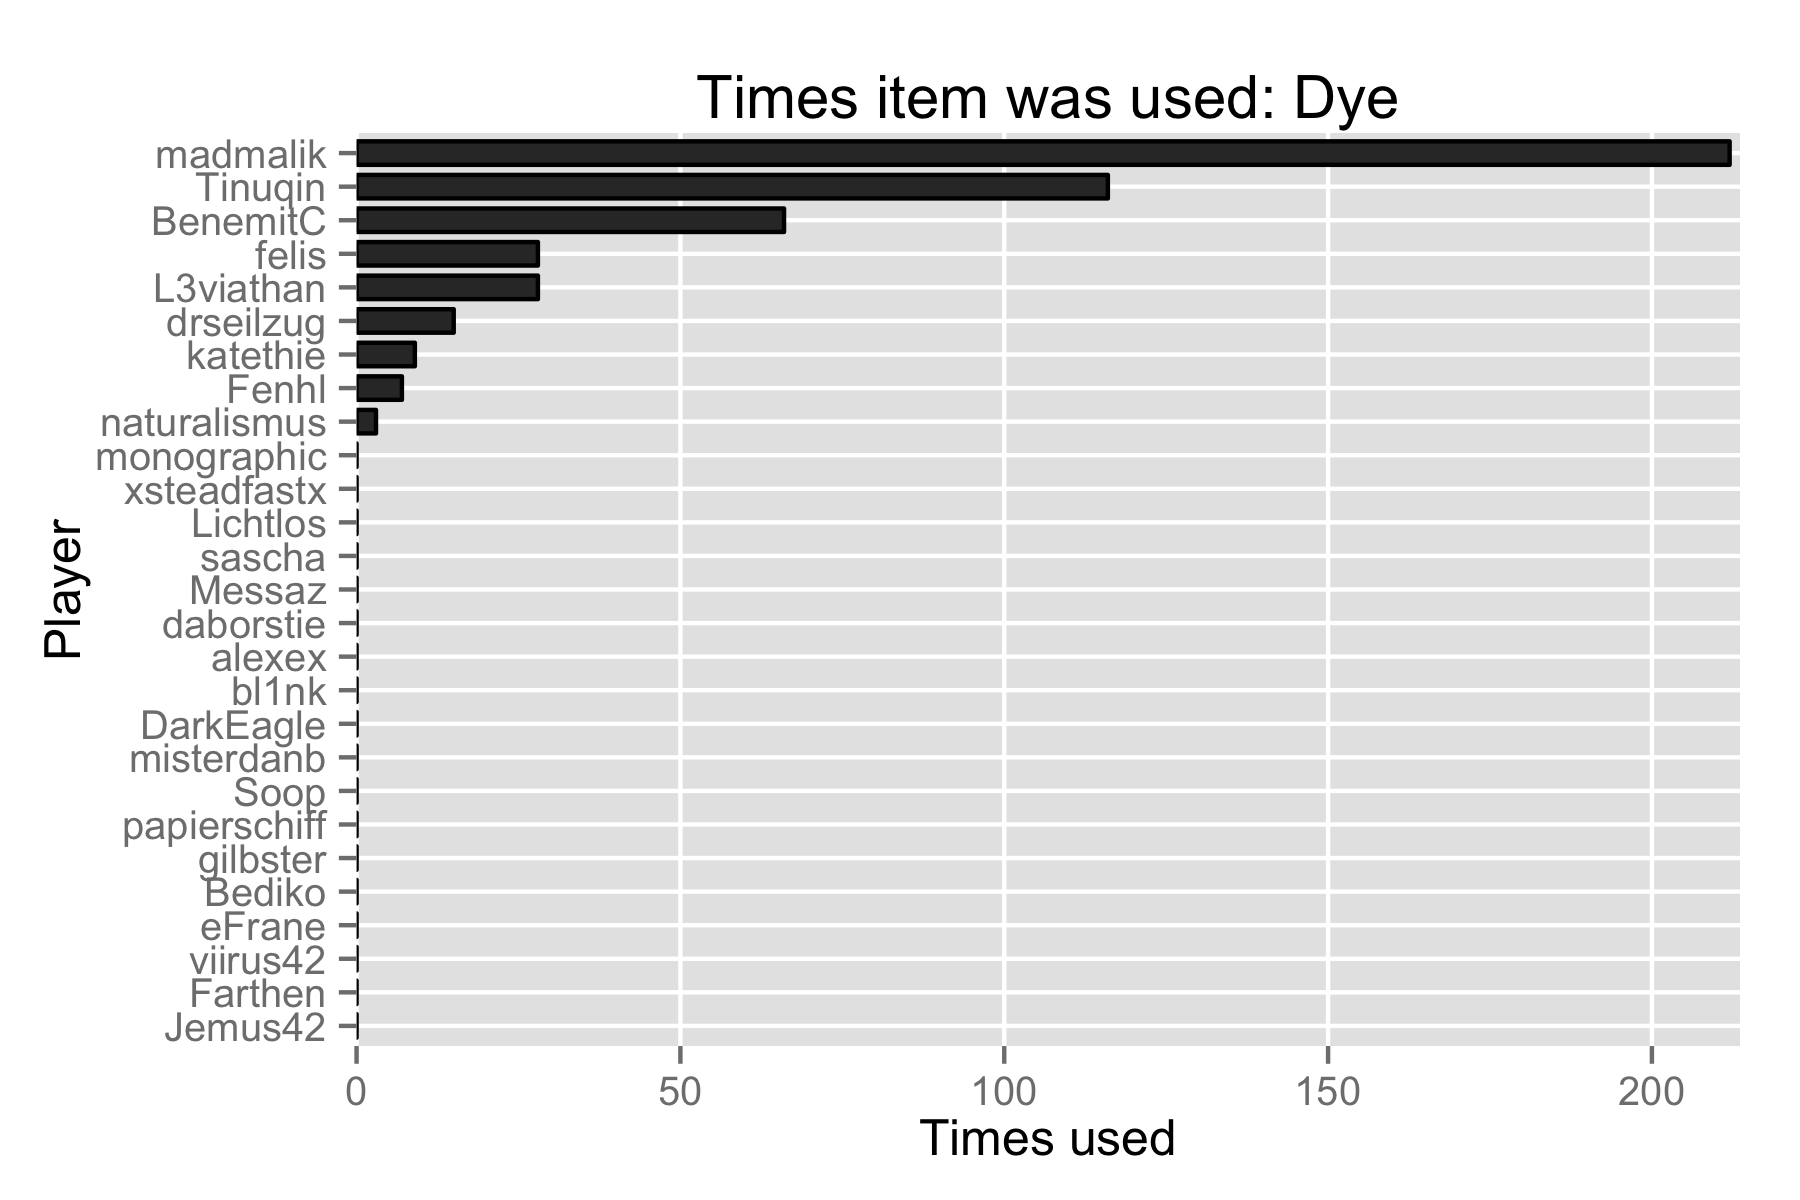 Times item was used: Dye
madmalik
Tinuqin
BenemitC
felis
L3viathan
drseilzug
katethie
Fenhl
naturalismus
monographic
xsteadfastx
Lichtlos
sascha
Messaz
daborstie
alexex
bl1nk
DarkEagle
misterdanb
Soop
papierschiff
gilbster
Bediko
eFrane
viirus42
Farthen
Jemus42
Player
0 50 100 150 200
Times used